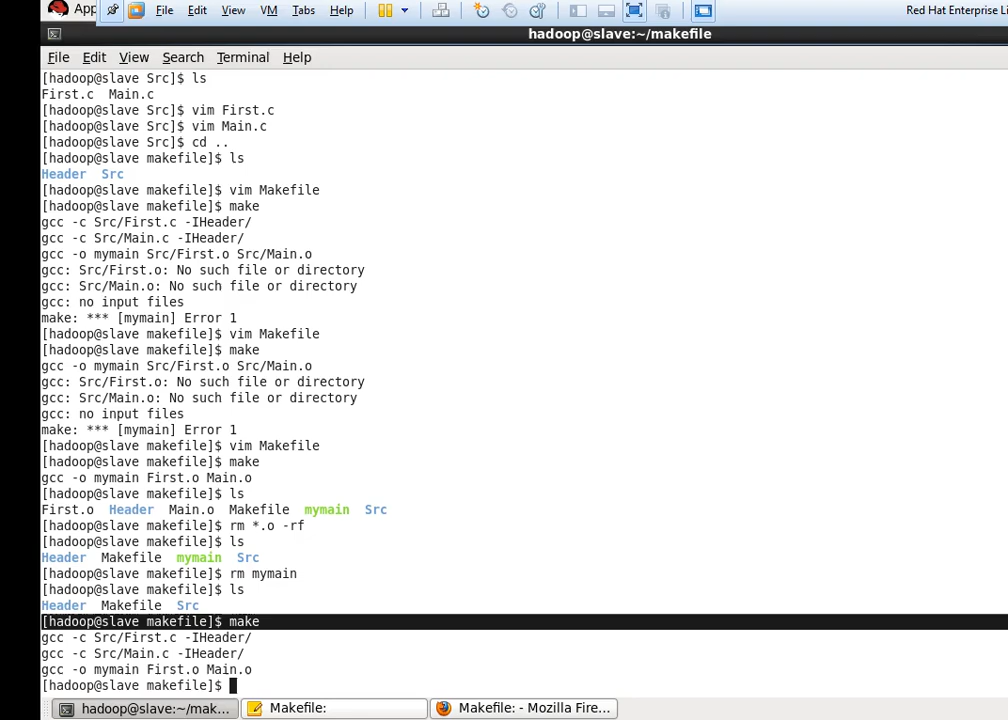 App File Edit View VM Tabs Help Red Hat Enterprise Li
hadoop@slave:~/makefile
File Edit View Search Terminal Help
[hadoop@slave Src]$ ls
First.c  Main.c
[hadoop@slave Src]$ vim First.c
[hadoop@slave Src]$ vim Main.c
[hadoop@slave Src]$ cd ..
[hadoop@slave makefile]$ ls
Header  Src
[hadoop@slave makefile]$ vim Makefile
[hadoop@slave makefile]$ make
gcc -c Src/First.c -IHeader/
gcc -c Src/Main.c -IHeader/
gcc -o mymain Src/First.o Src/Main.o
gcc: Src/First.o: No such file or directory
gcc: Src/Main.o: No such file or directory
gcc: no input files
make: *** [mymain] Error 1
[hadoop@slave makefile]$ vim Makefile
[hadoop@slave makefile]$ make
gcc -o mymain Src/First.o Src/Main.o
gcc: Src/First.o: No such file or directory
gcc: Src/Main.o: No such file or directory
gcc: no input files
make: *** [mymain] Error 1
[hadoop@slave makefile]$ vim Makefile
[hadoop@slave makefile]$ make
gcc -o mymain First.o Main.o
[hadoop@slave makefile]$ ls
First.o  Header  Main.o  Makefile  mymain  Src
[hadoop@slave makefile]$ rm *.o -rf
[hadoop@slave makefile]$ ls
Header  Makefile  mymain  Src
[hadoop@slave makefile]$ rm mymain
[hadoop@slave makefile]$ ls
Header  Makefile  Src
[hadoop@slave makefile]$ make
gcc -c Src/First.c -IHeader/
gcc -c Src/Main.c -IHeader/
gcc -o mymain First.o Main.o
[hadoop@slave makefile]$
hadoop@slave:~/mak... Makefile: Makefile: - Mozilla Fire...